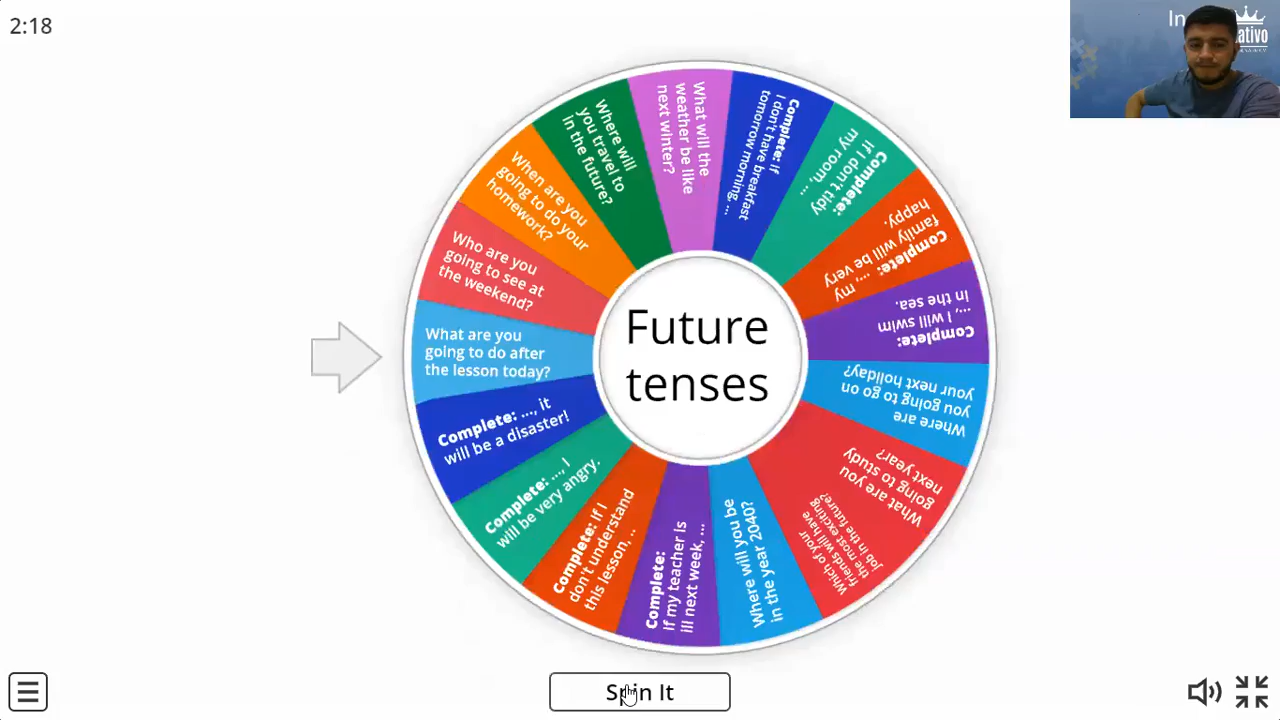 2:18
In
ativo
What will the
weather be like
next winter?
Complete: If
I don't have breakfast
tomorrow morning, ...
Complete:
If I don't tidy
my room, ...
Complete:
..., my
family will be very
happy.
Complete:
..., I will swim
in the sea.
Where are
you going to go on
your next holiday?
What are you
going to study
next year?
Which of your
friends will have
the most exciting
job in the future?
Where will you be
in the year 2040?
Complete:
If my teacher is
ill next week, ...
Complete: If I
don't understand
this lesson, ..
Complete: ..., I
will be very angry.
Complete: ..., it
will be a disaster!
What are you
going to do after
the lesson today?
Who are you
going to see at
the weekend?
When are you
going to do your
homework?
Where will
you travel to
in the future?
Future
tenses
Spin It